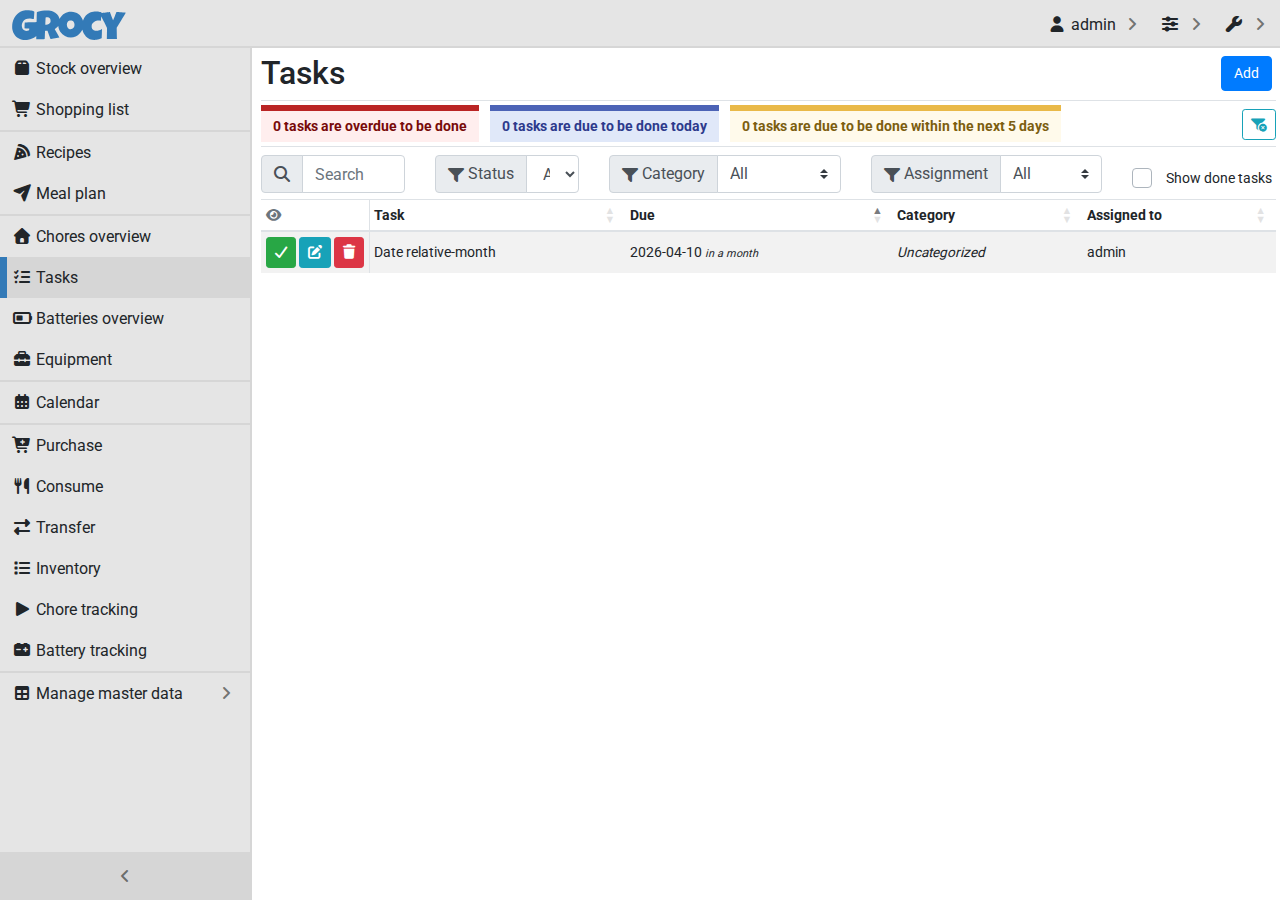 GROCY
admin
Stock overview
Shopping list
Recipes
Meal plan
Chores overview
Tasks
Batteries overview
Equipment
Calendar
Purchase
Consume
Transfer
Inventory
Chore tracking
Battery tracking
Manage master data
Tasks
Add
0 tasks are overdue to be done
0 tasks are due to be done today
0 tasks are due to be done within the next 5 days
Search
Status
Category
All
Assignment
All
Show done tasks
Task Due Category Assigned to
Date relative-month 2026-04-10 in a month Uncategorized admin